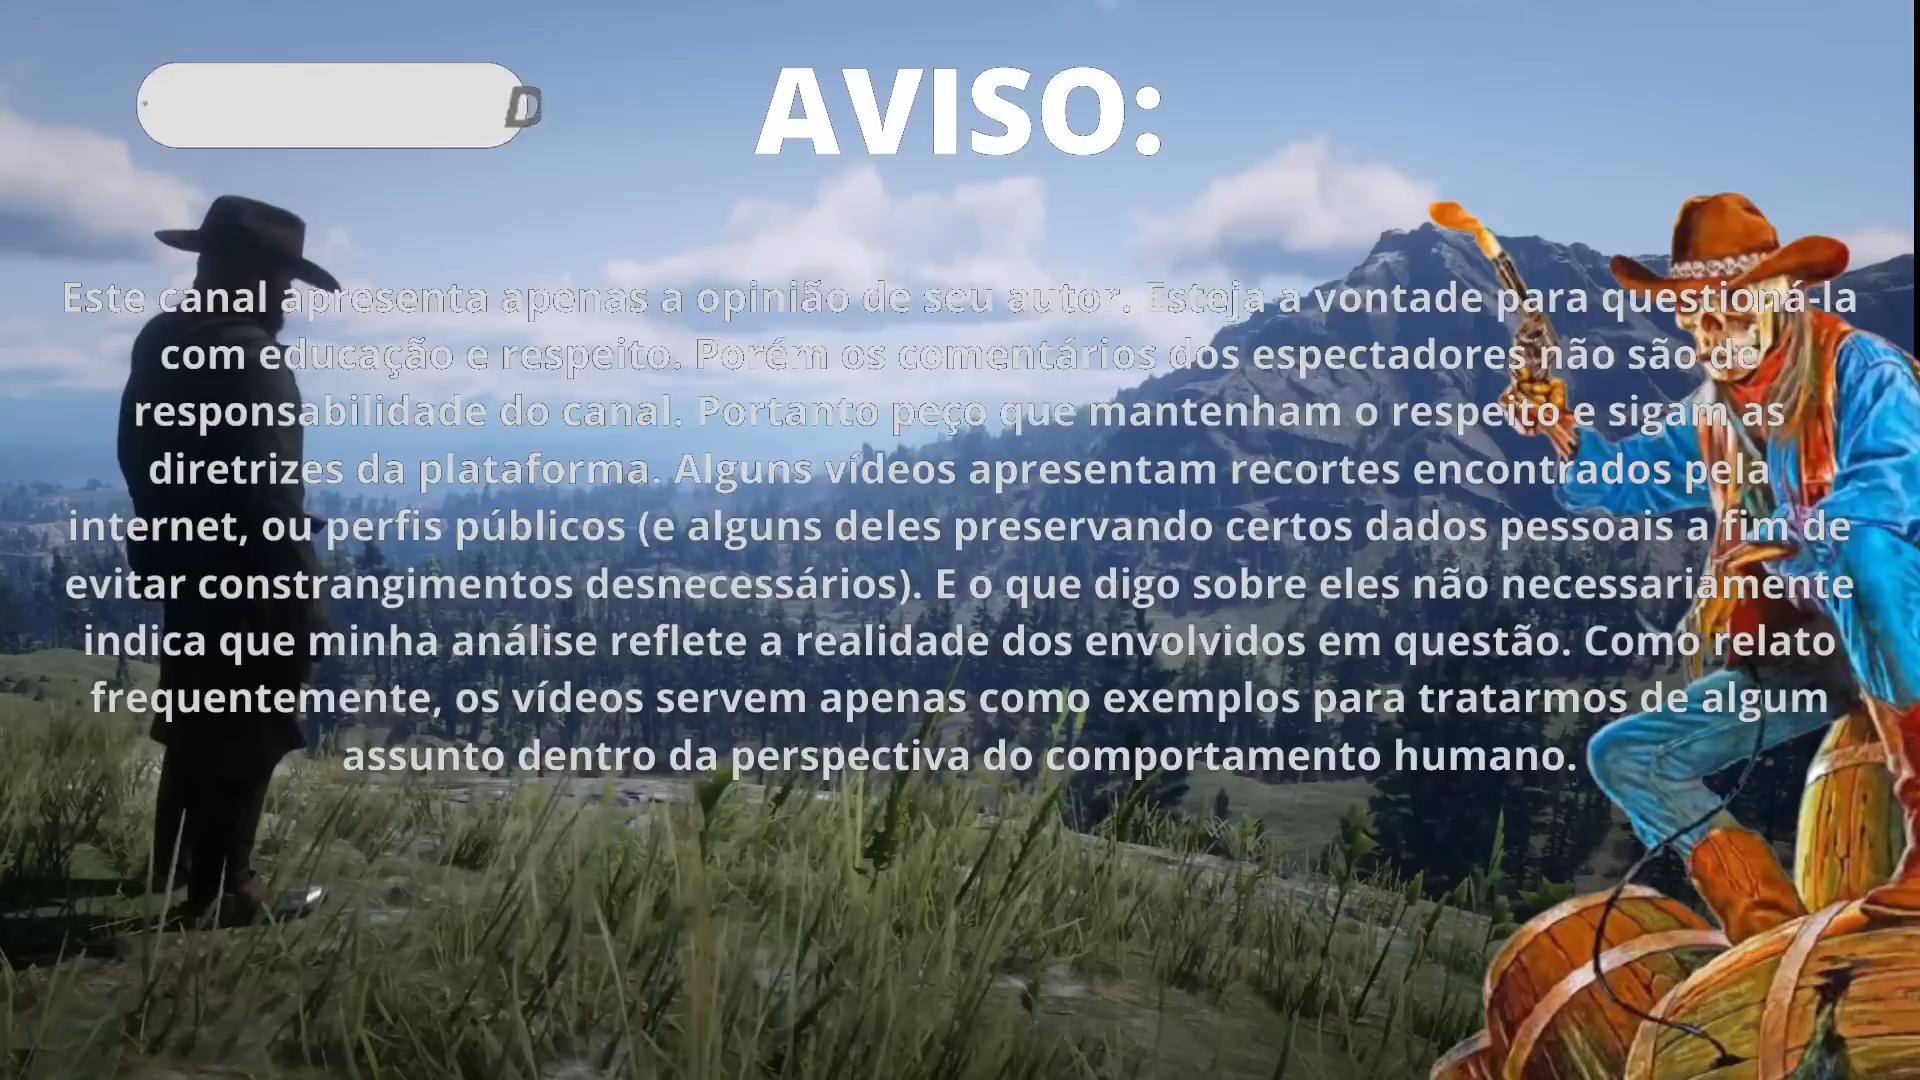 D
AVISO:
Este canal apresenta apenas a opinião de seu autor. Esteja a vontade para questioná-la
com educação e respeito. Porém os comentários dos espectadores não são de
responsabilidade do canal. Portanto peço que mantenham o respeito e sigam as
diretrizes da plataforma. Alguns vídeos apresentam recortes encontrados pela
internet, ou perfis públicos (e alguns deles preservando certos dados pessoais a fim de
evitar constrangimentos desnecessários). E o que digo sobre eles não necessariamente
indica que minha análise reflete a realidade dos envolvidos em questão. Como relato
frequentemente, os vídeos servem apenas como exemplos para tratarmos de algum
assunto dentro da perspectiva do comportamento humano.